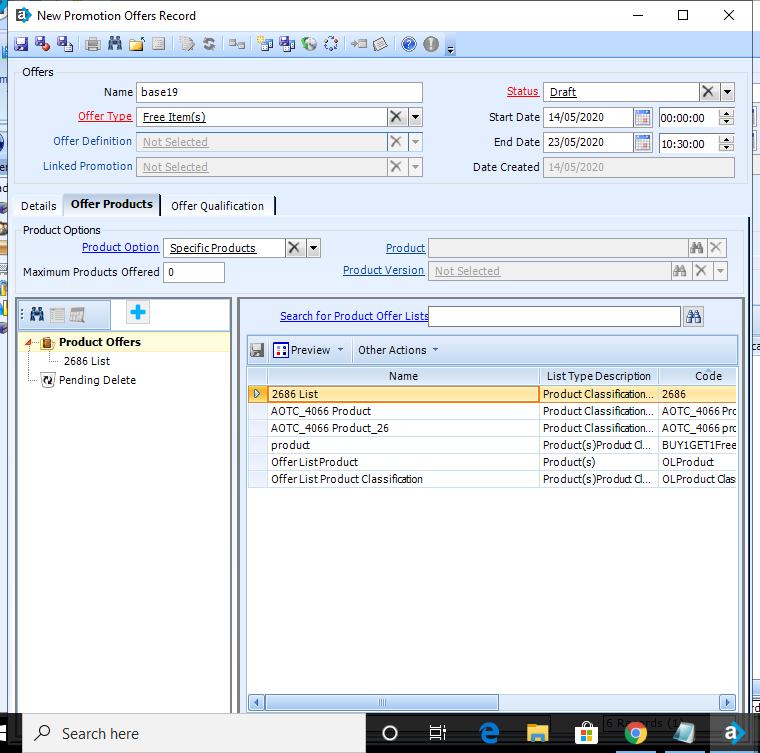 New Promotion Offers Record
Offers
Name base19 Status Draft
Offer Type Free Item(s) Start Date 14/05/2020 00:00:00
Offer Definition Not Selected End Date 23/05/2020 10:30:00
Linked Promotion Not Selected Date Created 14/05/2020
Details Offer Products Offer Qualification
Product Options
Product Option Specific Products Product
Maximum Products Offered 0 Product Version Not Selected
Search for Product Offer Lists
Product Offers
2686 List
Pending Delete
Preview Other Actions
Name List Type Description Code
2686 List Product Classification... 2686
AOTC_4066 Product Product Classification... AOTC_4066 Pro
AOTC_4066 Product_26 Product Classification... AOTC_4066 pro
product Product(s)Product Cl... BUY1GET1Free
Offer List Product Product(s) OLProduct
Offer List Product Classification Product(s)Product Cl... OLProduct Clas
6 Records (1
Search here